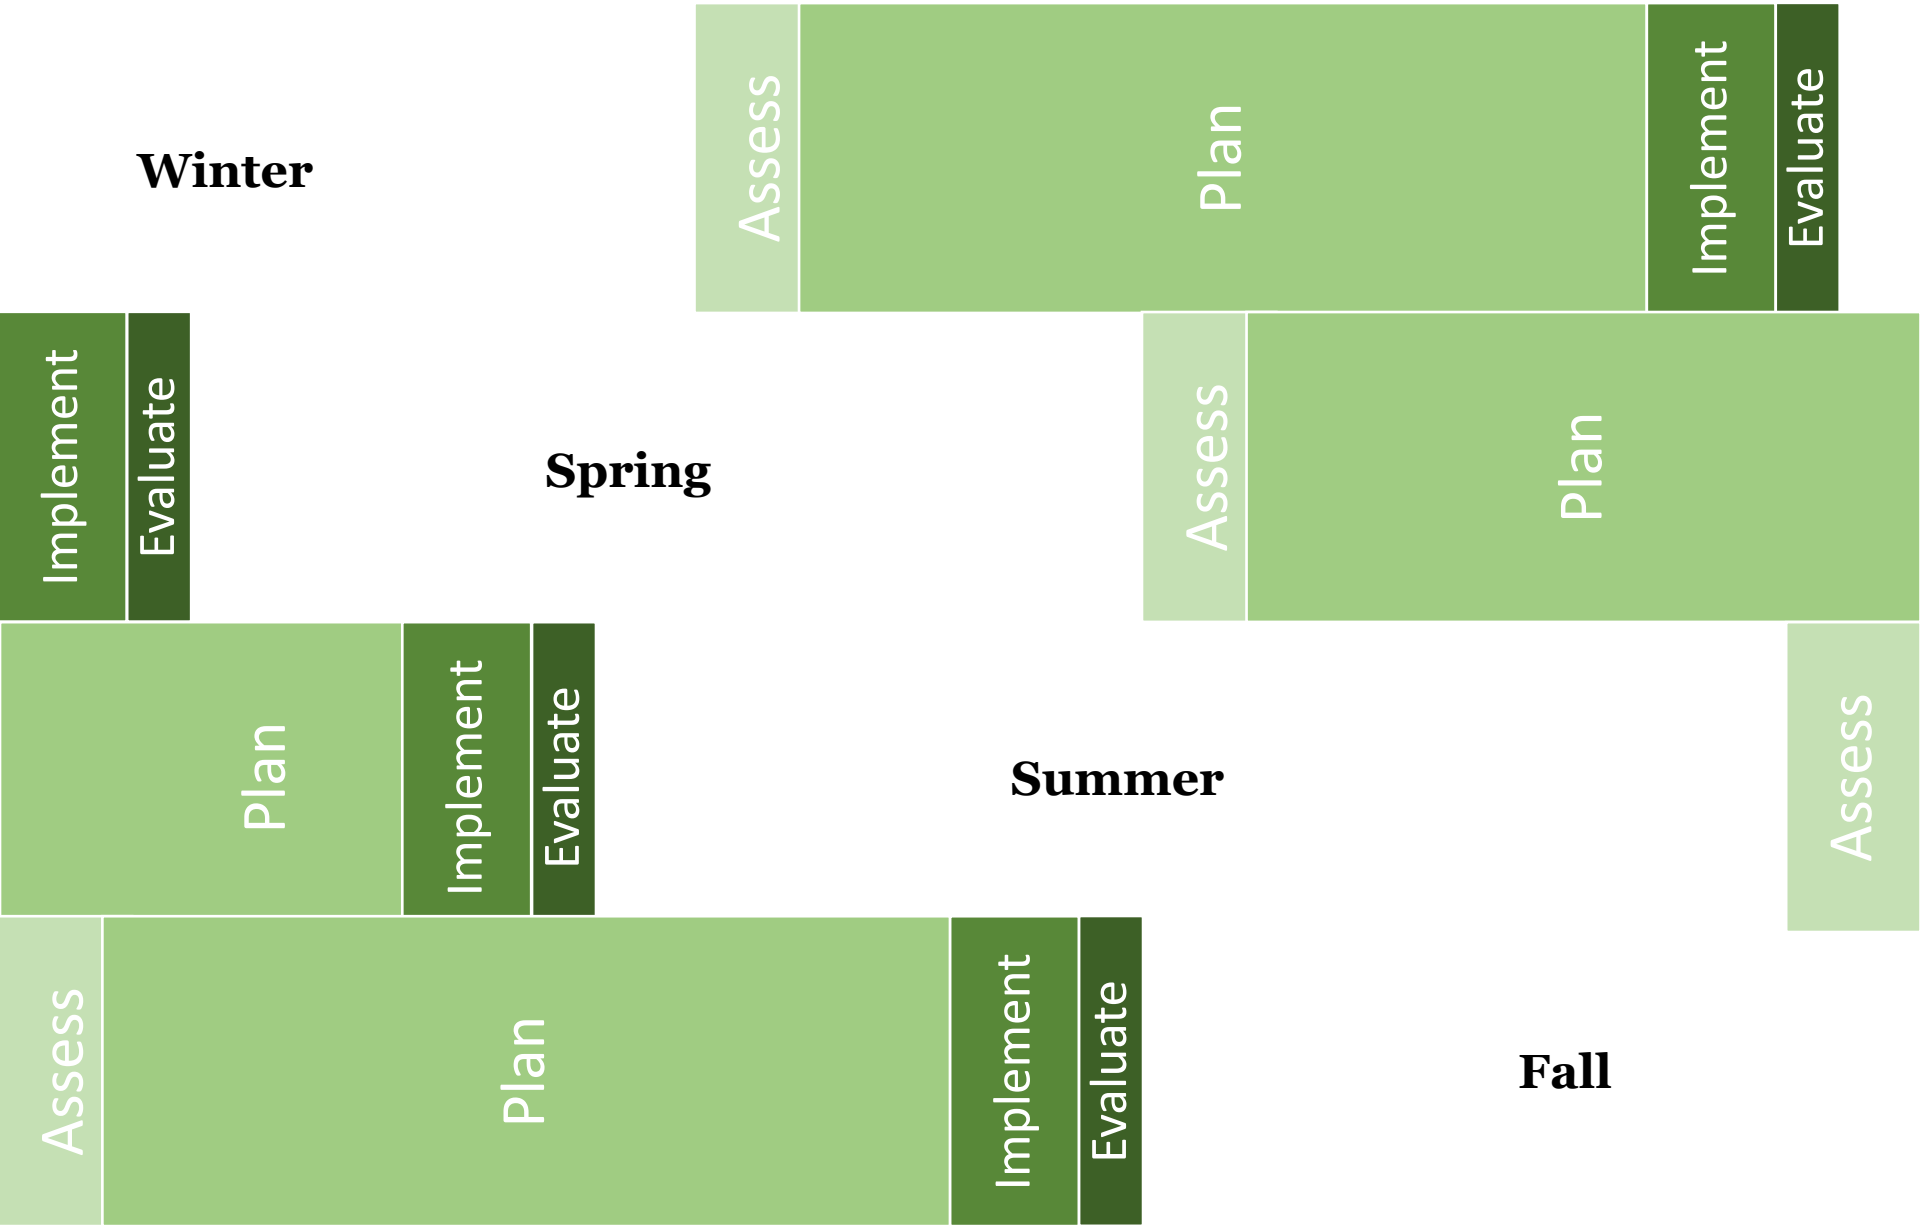 Winter
Assess
Plan
Implement
Evaluate
Implement
Evaluate
Spring
Assess
Plan
Plan
Implement
Evaluate
Summer
Assess
Assess
Plan
Implement
Evaluate
Fall